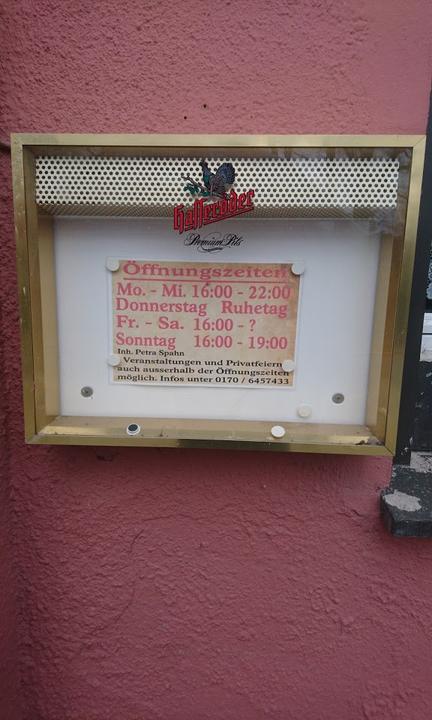 Hasseröder
Premium Pils
Öffnungszeiten
Mo. - Mi. 16:00 - 22:00
Donnerstag Ruhetag
Fr. - Sa. 16:00 - ?
Sonntag 16:00 - 19:00
Inh. Petra Spahn
Veranstaltungen und Privatfeiern
auch ausserhalb der Öffnungszeiten
möglich. Infos unter 0170 / 6457433